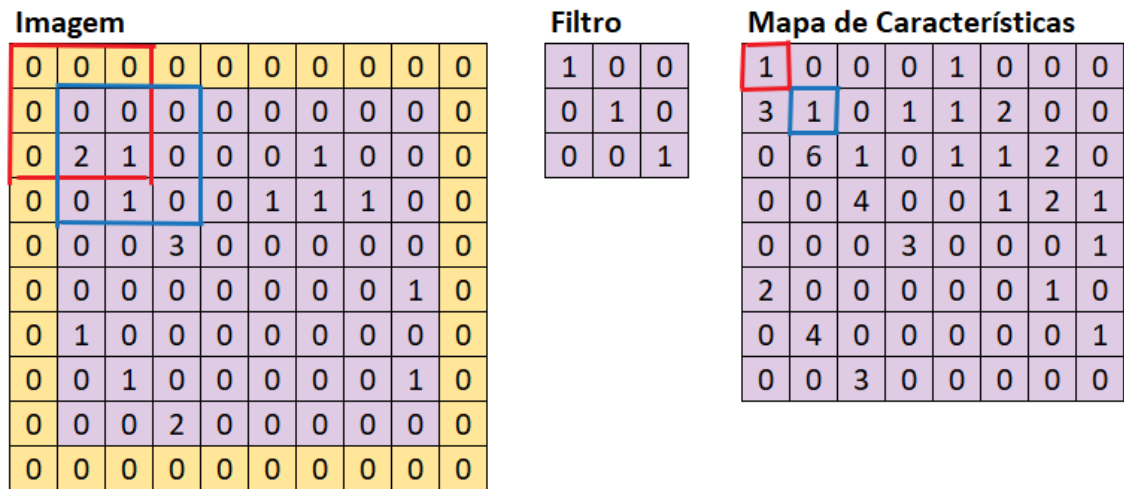 Imagem Filtro Mapa de Característísticas
0 0 0 0 0 0 0 0 0 0 1 0 0 1 0 0 0 1 0 0 0
0 0 0 0 0 0 0 0 0 0 0 1 0 3 1 0 1 1 2 0 0
0 2 1 0 0 0 1 0 0 0 0 0 1 0 6 1 0 1 1 2 0
0 0 1 0 0 1 1 1 0 0 0 0 4 0 0 1 2 1
0 0 0 3 0 0 0 0 0 0 0 0 0 3 0 0 0 1
0 0 0 0 0 0 0 0 1 0 2 0 0 0 0 0 1 0
0 1 0 0 0 0 0 0 0 0 0 4 0 0 0 0 0 1
0 0 1 0 0 0 0 0 1 0 0 0 3 0 0 0 0 0
0 0 0 2 0 0 0 0 0 0
0 0 0 0 0 0 0 0 0 0